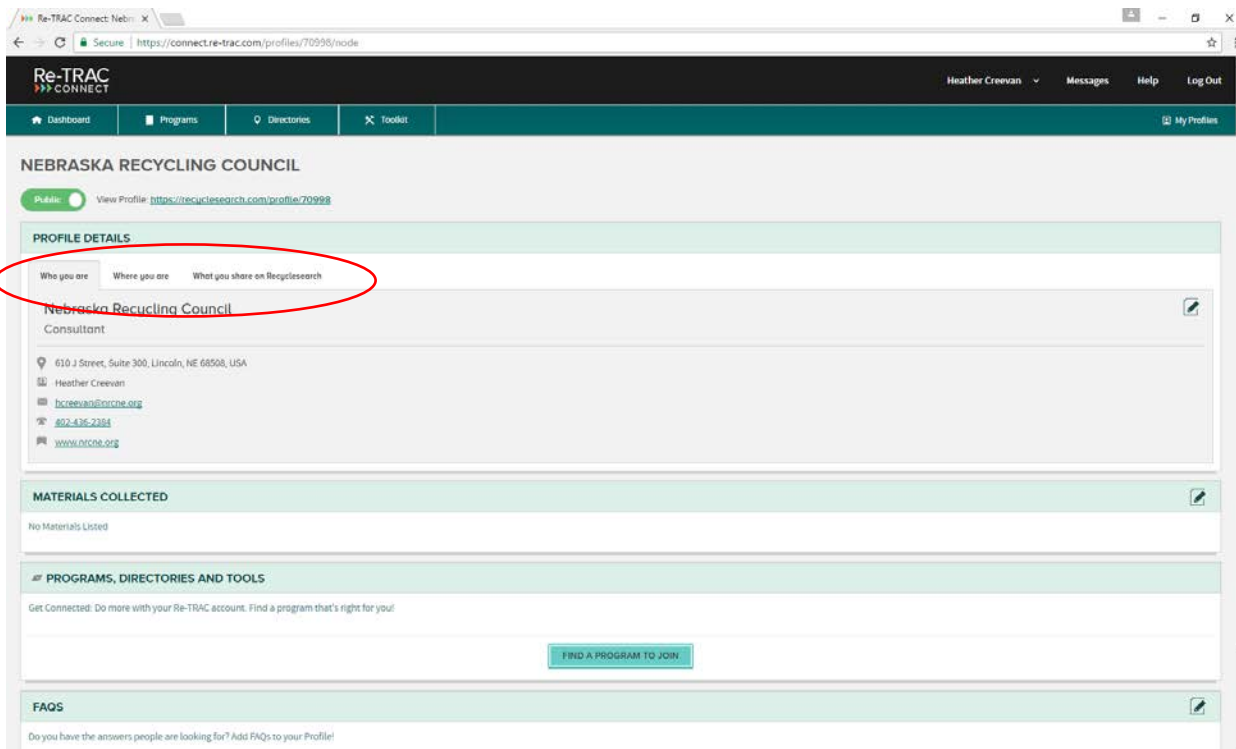 Re-TRAC Connect: Nebr
Secure https://connect.re-trac.com/profiles/70998/node
Re-TRAC
CONNECT
Heather Creevan Messages Help Log Out
Dashboard Programs Directories Toolkit My Profiles
NEBRASKA RECYCLING COUNCIL
Public View Profile: https://recyclesearch.com/profile/70998
PROFILE DETAILS
Who you are Where you are What you share on Recyclesearch
Nebraska Recycling Council
Consultant
610 J Street, Suite 300, Lincoln, NE 68508, USA
Heather Creevan
hcreevan@nrcne.org
402-436-2384
www.nrcne.org
MATERIALS COLLECTED
No Materials Listed
PROGRAMS, DIRECTORIES AND TOOLS
Get Connected: Do more with your Re-TRAC account. Find a program that's right for you!
FIND A PROGRAM TO JOIN
FAQS
Do you have the answers people are looking for? Add FAQs to your Profile!